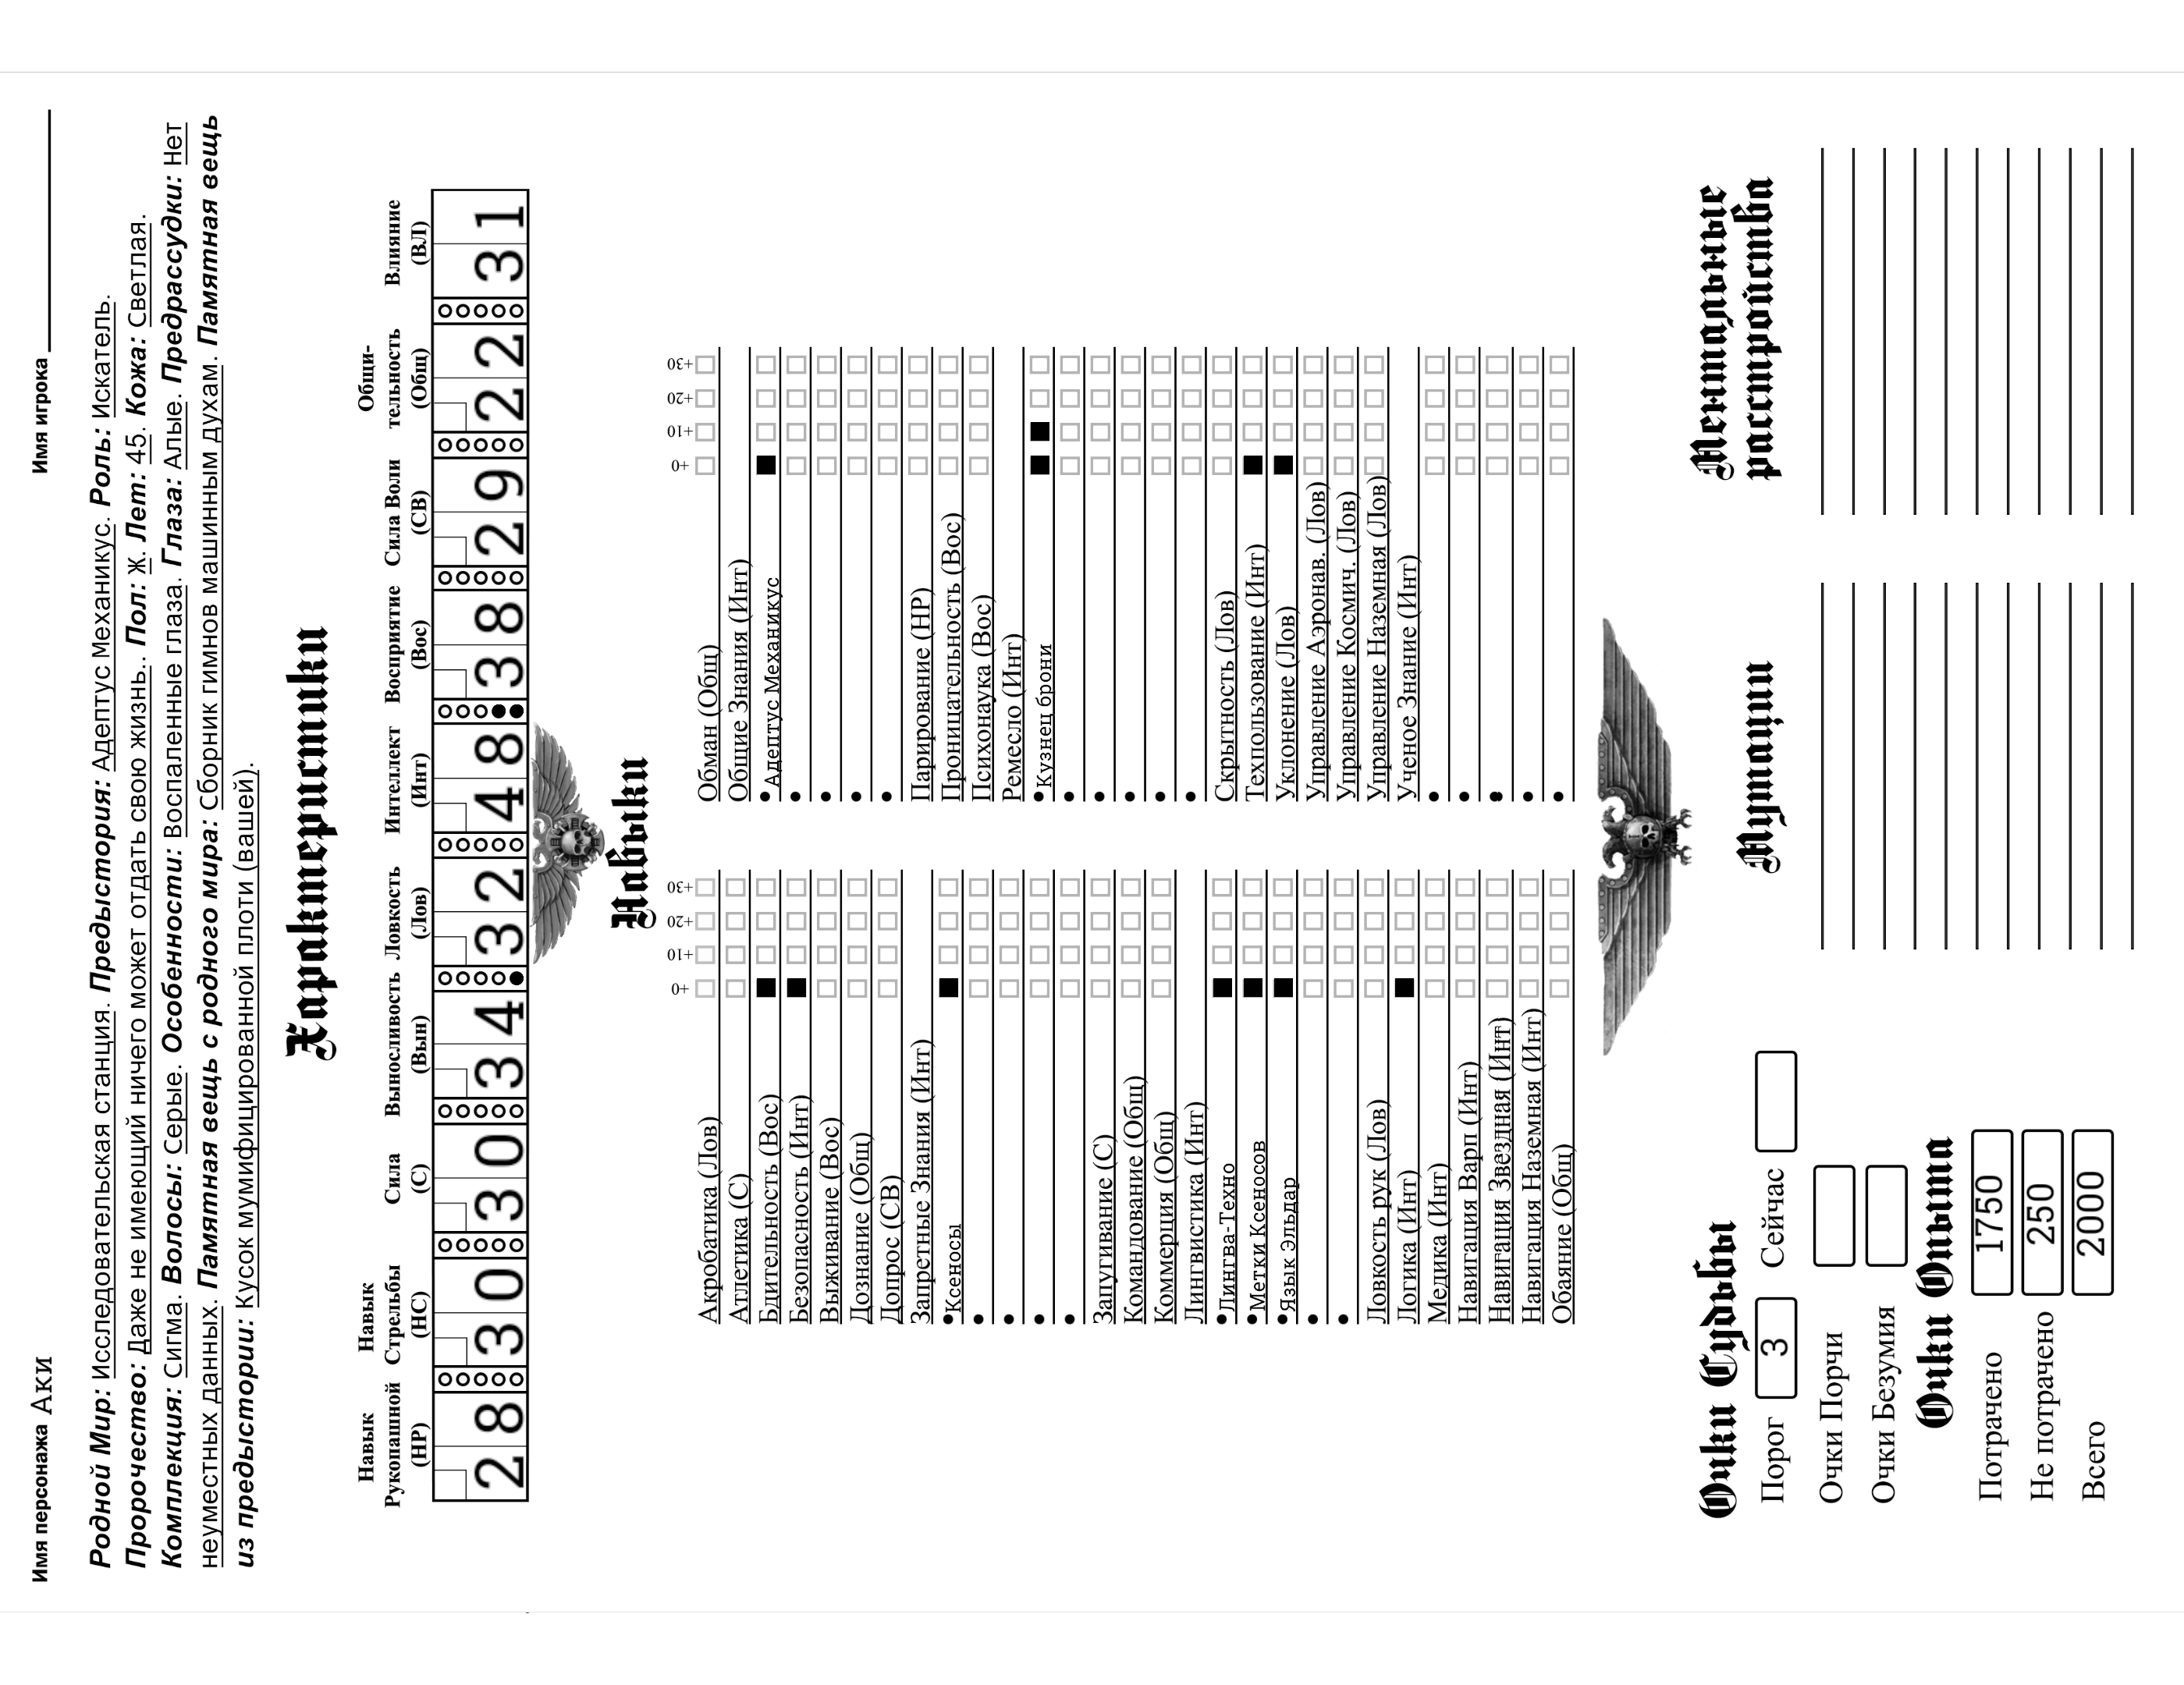 Имя персонажа Аки
Имя игрока
Родной Мир: Исследовательская станция. Предыстория: Адептус Механикус. Роль: Искатель.
Пророчество: Даже не имеющий ничего может отдать свою жизнь.. Пол: Ж. Лет: 45. Кожа: Светлая.
Комплекция: Сигма. Волосы: Серые. Особенности: Воспаленные глаза. Глаза: Алые. Предрассудки: Нет
неуместных данных. Памятная вещь с родного мира: Сборник гимнов машинным духам. Памятная вещь
из предыстории: Кусок мумифицированной плоти (вашей).
Характеристики
Навык Рукопашной (НР) 28
Навык Стрельбы (НС) 30
Сила (С) 30
Выносливость (Вын) 34
Ловкость (Лов) 32
Интеллект (Инт) 48
Восприятие (Вос) 38
Сила Воли (СВ) 29
Общи-
тельность (Общ) 22
Влияние (ВЛ) 31
Навыки
+0 +10 +20 +30
Акробатика (Лов)
Атлетика (С)
Бдительность (Вос)
Безопасность (Инт)
Выживание (Вос)
Дознание (Общ)
Допрос (СВ)
Запретные Знания (Инт)
•Ксеносы
•
•
•
•
Запугивание (С)
Командование (Общ)
Коммерция (Общ)
Лингвистика (Инт)
•Лингва-Техно
•Метки Ксеносов
•Язык Эльдар
•
•
Ловкость рук (Лов)
Логика (Инт)
Медика (Инт)
Навигация Варп (Инт)
Навигация Звездная (Инт)
Навигация Наземная (Инт)
Обаяние (Общ)
+0 +10 +20 +30
Обман (Общ)
Общие Знания (Инт)
•Адептус Механикус
•
•
•
•
Парирование (НР)
Проницательность (Вос)
Психонаука (Вос)
Ремесло (Инт)
•Кузнец брони
•
•
•
•
•
Скрытность (Лов)
Техпользование (Инт)
Уклонение (Лов)
Управление Аэронав. (Лов)
Управление Космич. (Лов)
Управление Наземная (Лов)
Ученое Знание (Инт)
•
•
•
•
•
Очки Судьбы
Порог 3 Сейчас
Очки Порчи
Очки Безумия
Очки Опыта
Потрачено 1750
Не потрачено 250
Всего 2000
Мутации
Ментальные
расстройства